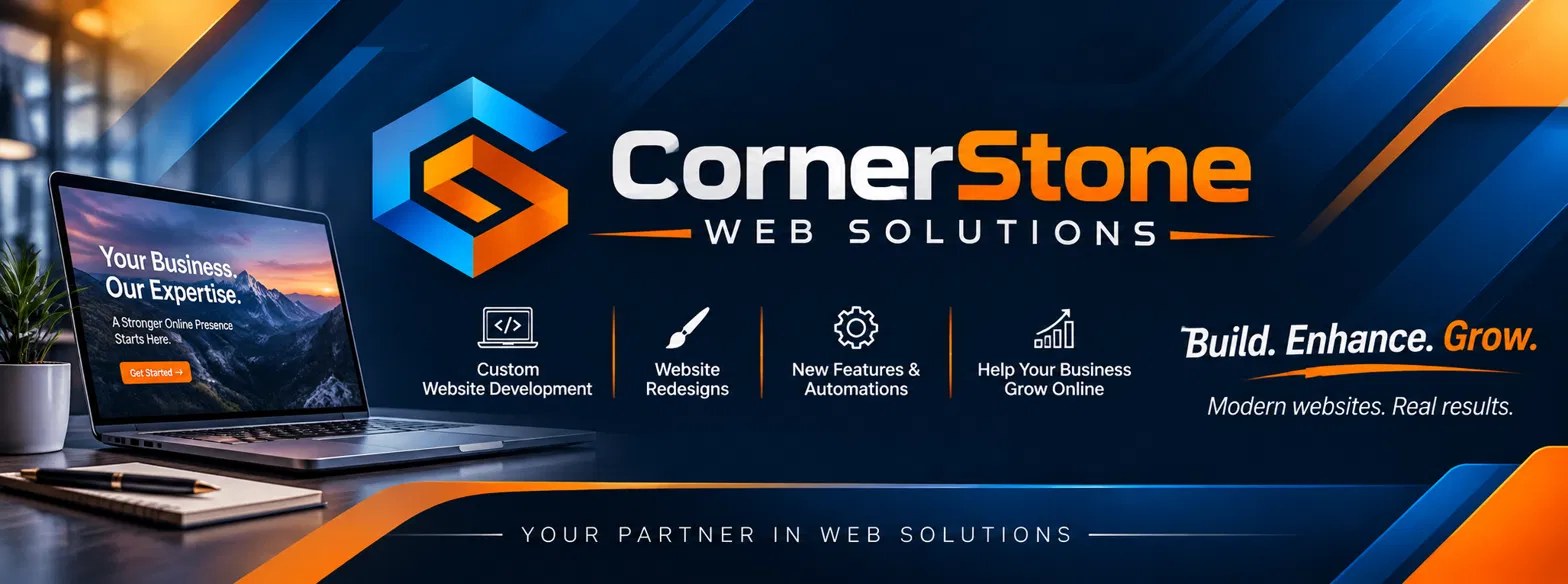 CornerStone
WEB SOLUTIONS
Your Business.
Our Expertise.
A Stronger Online Presence
Starts Here.
Get Started →
</>
Custom
Website Development
Website
Redesigns
New Features &
Automations
Help Your Business
Grow Online
Build. Enhance. Grow.
Modern websites. Real results.
YOUR PARTNER IN WEB SOLUTIONS